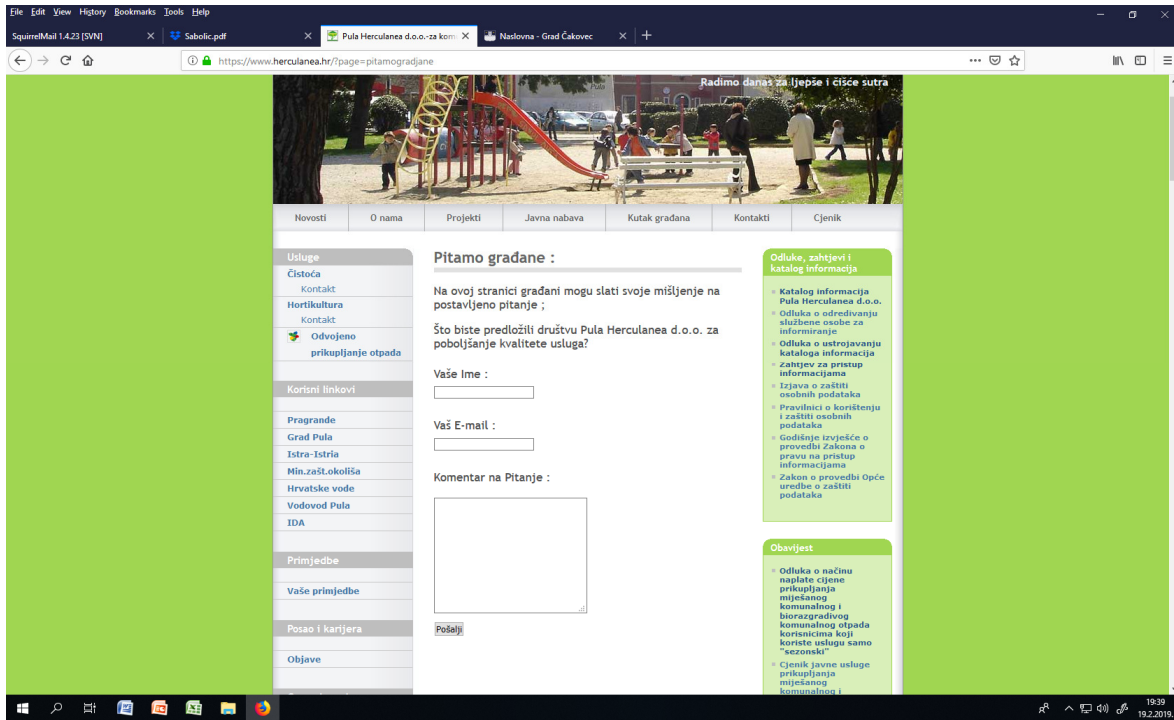 File Edit View History Bookmarks Tools Help
SquirrelMail 1.4.23 [SVN]
Sabolic.pdf
Pula Herculanea d.o.o.-za kom
Naslovna - Grad Čakovec
https://www.herculanea.hr/?page=pitamogradjane
Radimo danas za ljepše i čišće sutra
Novosti O nama Projekti Javna nabava Kutak građana Kontakti Cjenik
Usluge
Čistoća
Kontakt
Hortikultura
Kontakt
Odvojeno
prikupljanje otpada
Korisni linkovi
Pragrande
Grad Pula
Istra-Istria
Min.zašt.okoliša
Hrvatske vode
Vodovod Pula
IDA
Primjedbe
Vaše primjedbe
Posao i karijera
Objave
Pitamo građane :
Na ovoj stranici građani mogu slati svoje mišljenje na
postavljeno pitanje ;
Što biste predložili društvu Pula Herculanea d.o.o. za
poboljšanje kvalitete usluga?
Vaše Ime :
Vaš E-mail :
Komentar na Pitanje :
Pošalji
Odluke, zahtjevi i
katalog informacija
Katalog informacija
Pula Herculanea d.o.o.
Odluka o određivanju
službene osobe za
informiranje
Odluka o ustrojavanju
kataloga informacija
Zahtjev za pristup
informacijama
Izjava o zaštiti
osobnih podataka
Pravilnici o korištenju
i zaštiti osobnih
podataka
Godišnje izvješće o
provedbi Zakona o
pravu na pristup
informacijama
Zakon o provedbi Opće
uredbe o zaštiti
podataka
Obavijest
Odluka o načinu
naplate cijene
prikupljanja
miješanog
komunalnog i
biorazgradivog
komunalnog otpada
korisnicima koji
koriste uslugu samo
"sezonski"
Cjenik javne usluge
prikupljanja
miješanog
komunalnog i
19:39
19.2.2019.